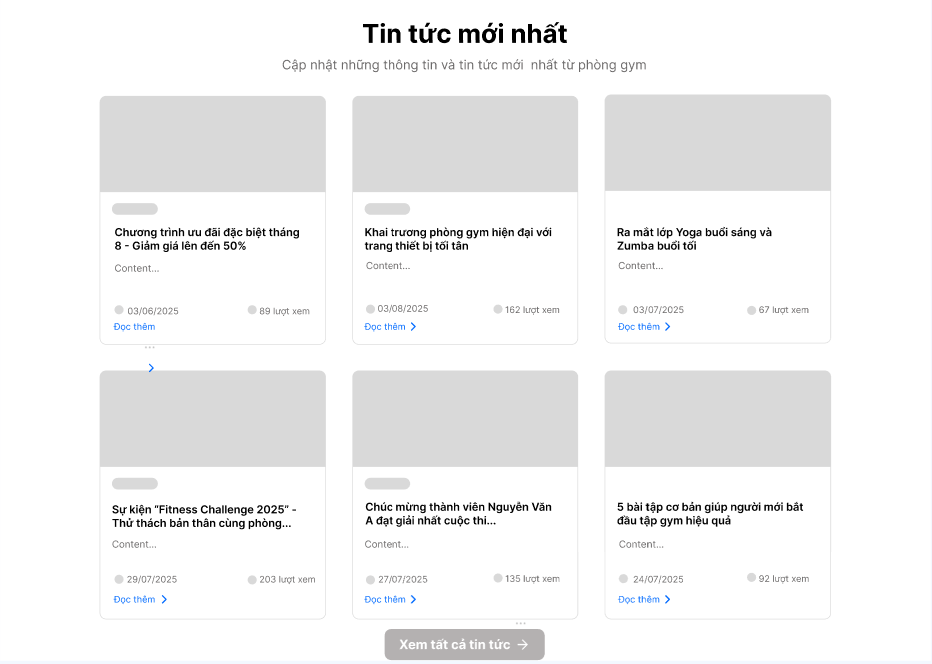 Tin tức mới nhất
Cập nhật những thông tin và tin tức mới nhất từ phòng gym
Chương trình ưu đãi đặc biệt tháng
8 - Giảm giá lên đến 50%
Content...
03/06/2025
89 lượt xem
Đọc thêm
Khai trương phòng gym hiện đại với
trang thiết bị tối tân
Content...
03/08/2025
162 lượt xem
Đọc thêm
Ra mắt lớp Yoga buổi sáng và
Zumba buổi tối
Content...
03/07/2025
67 lượt xem
Đọc thêm
...
Sự kiện “Fitness Challenge 2025” -
Thử thách bản thân cùng phòng...
Content...
29/07/2025
203 lượt xem
Đọc thêm
Chúc mừng thành viên Nguyễn Văn
A đạt giải nhất cuộc thi...
Content...
27/07/2025
135 lượt xem
Đọc thêm
5 bài tập cơ bản giúp người mới bắt
đầu tập gym hiệu quả
Content...
24/07/2025
92 lượt xem
Đọc thêm
...
Xem tất cả tin tức →